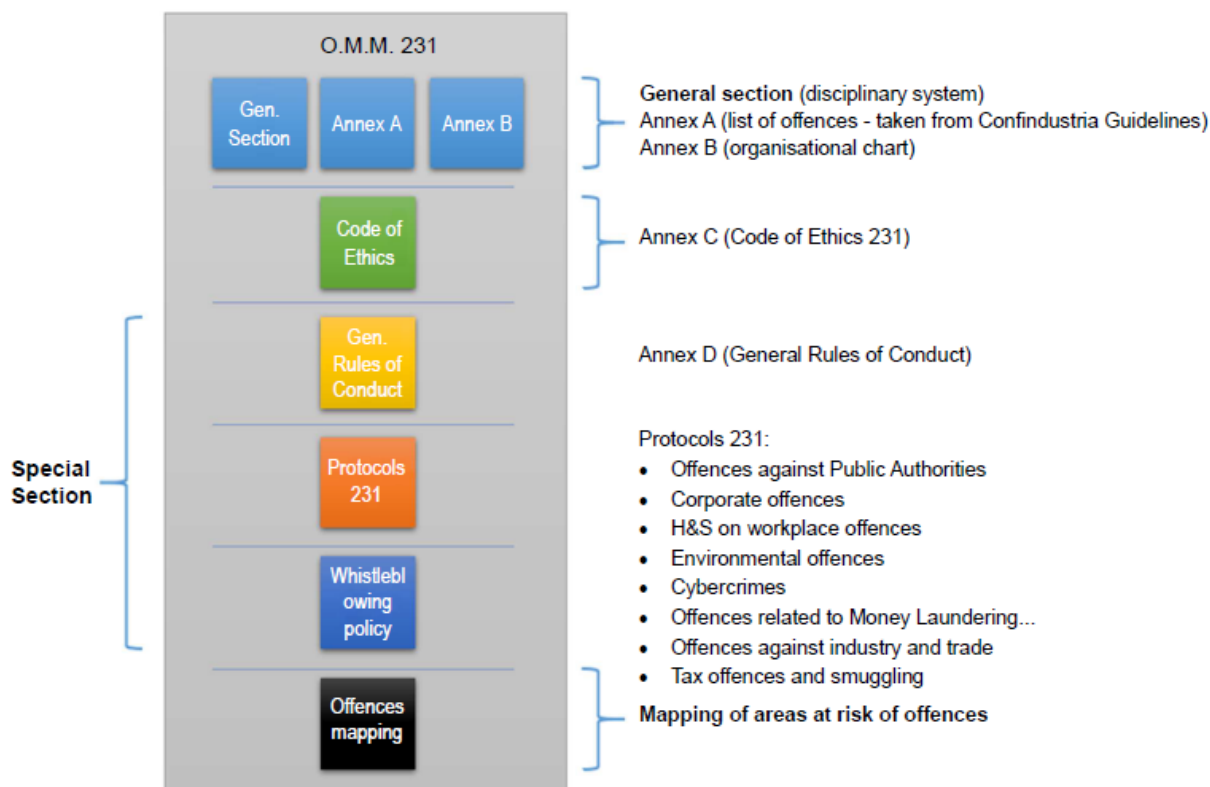 O.M.M. 231
Gen.
Section
Annex A
Annex B
General section (disciplinary system)
Annex A (list of offences - taken from Confindustria Guidelines)
Annex B (organisational chart)
Code of
Ethics
Annex C (Code of Ethics 231)
Gen.
Rules of
Conduct
Annex D (General Rules of Conduct)
Special
Section
Protocols
231
Protocols 231:
• Offences against Public Authorities
• Corporate offences
• H&S on workplace offences
• Environmental offences
• Cybercrimes
• Offences related to Money Laundering...
• Offences against industry and trade
• Tax offences and smuggling
Whistlebl
owing
policy
Offences
mapping
Mapping of areas at risk of offences